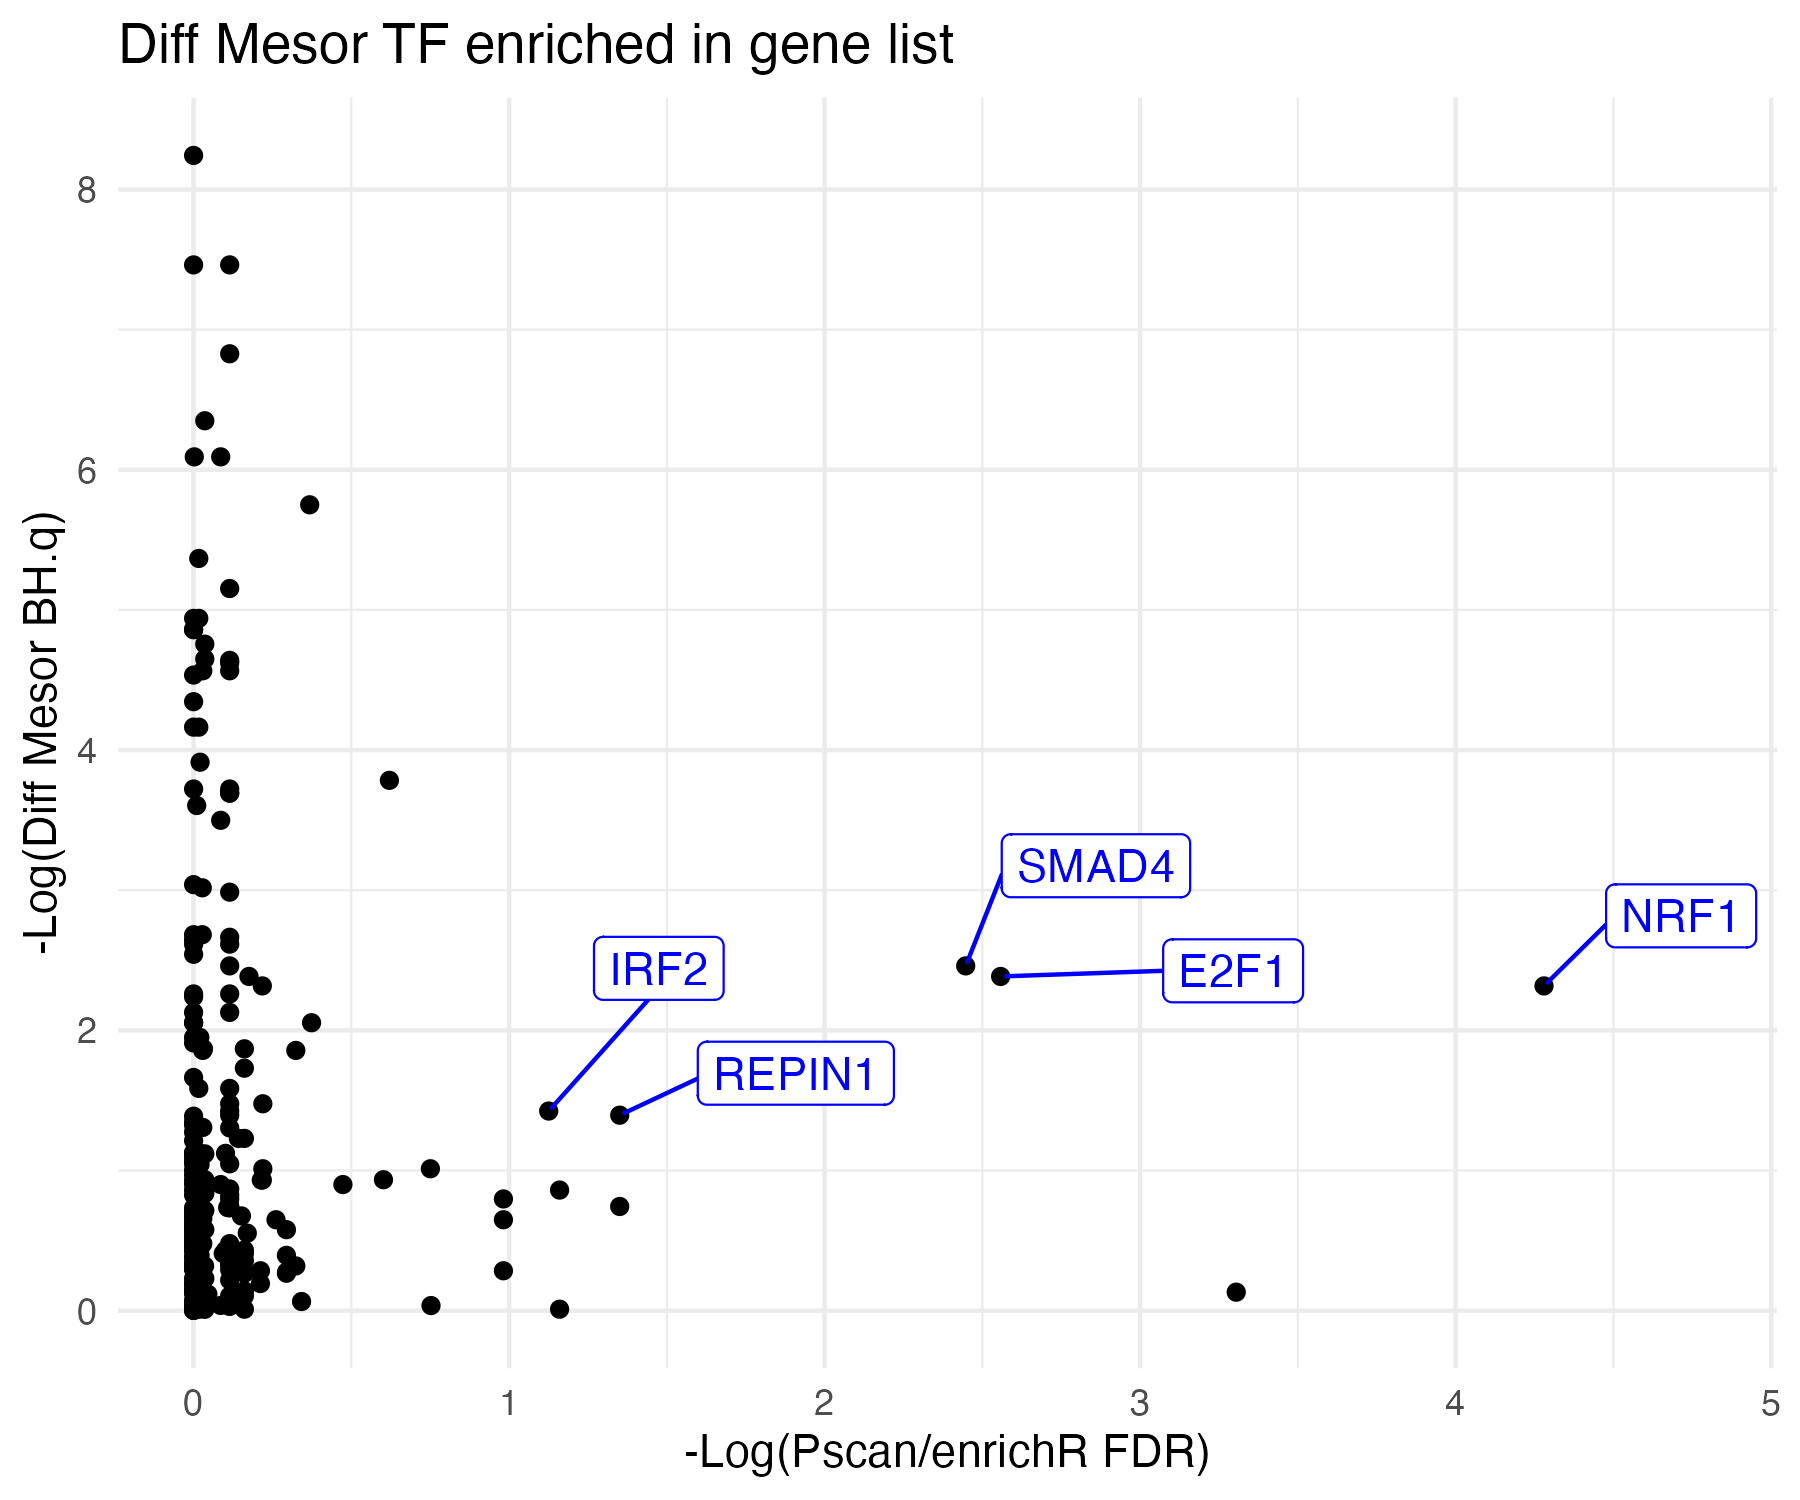 Diff Mesor TF enriched in gene list
-Log(Diff Mesor BH.q)
8
6
4
2
0
SMAD4
NRF1
IRF2
E2F1
REPIN1
0 1 2 3 4 5
-Log(Pscan/enrichR FDR)